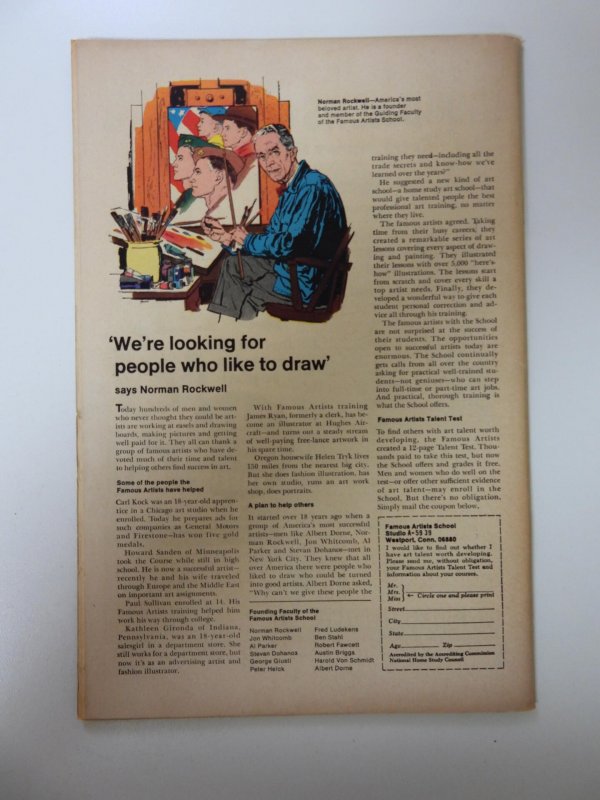 Norman Rockwell—America's most
beloved artist. He is a founder
and member of the Guiding Faculty
of the Famous Artists School.
'We're looking for
people who like to draw'
says Norman Rockwell
Today hundreds of men and women
who never thought they could be art-
ists are working at easels and drawing
boards, making pictures and getting
well paid for it. They all can thank a
group of famous artists who have de-
voted much of their time and talent
to helping others find success in art.
Some of the people the
Famous Artists have helped
Carl Kock was an 18-year-old appren-
tice in a Chicago art studio when he
enrolled. Today he prepares ads for
such companies as General Motors
and Firestone—has won five gold
medals.
Howard Sanden of Minneapolis
took the Course while still in high
school. He is now a successful artist—
recently he and his wife traveled
through Europe and the Middle East
on important art assignments.
Paul Sullivan enrolled at 14. His
Famous Artists training helped him
work his way through college.
Kathleen Gironda of Indiana,
Pennsylvania, was an 18-year-old
salesgirl in a department store. She
still works for a department store, but
now it's as an advertising artist and
fashion illustrator.
With Famous Artists training
James Ryan, formerly a clerk, has be-
come an illustrator at Hughes Air-
craft—and turns out a steady stream
of well-paying free-lance artwork in
his spare time.
Oregon housewife Helen Tryk lives
150 miles from the nearest big city.
But she does fashion illustration, has
her own studio, runs an art work
shop, does portraits.
A plan to help others
It started over 18 years ago when a
group of America's most successful
artists—men like Albert Dorne, Nor-
man Rockwell, Jon Whitcomb, Al
Parker and Stevan Dohanos—met in
New York City. They knew that all
over America there were people who
liked to draw who could be turned
into good artists. Albert Dorne asked,
"Why can't we give these people the
Founding Faculty of the
Famous Artists School
Norman Rockwell
Jon Whitcomb
Al Parker
Stevan Dohanos
George Giusti
Peter Helck
Fred Ludekens
Ben Stahl
Robert Fawcett
Austin Briggs
Harold Von Schmidt
Albert Dorne
training they need—including all the
trade secrets and know-how we've
learned over the years?"
He suggested a new kind of art
school—a home study art school—that
would give talented people the best
professional art training, no matter
where they live.
The famous artists agreed. Taking
time from their busy careers, they
created a remarkable series of art
lessons covering every aspect of draw-
ing and painting. They illustrated
their lessons with over 5,000 "here's-
how" illustrations. The lessons start
from scratch and cover every skill a
top artist needs. Finally, they de-
veloped a wonderful way to give each
student personal correction and ad-
vice all through his training.
The famous artists with the School
are not surprised at the success of
their students. The opportunities
open to successful artists today are
enormous. The School continually
gets calls from all over the country
asking for practical well-trained stu-
dents—not geniuses—who can step
into full-time or part-time art jobs.
And practical, thorough training is
what the School offers.
Famous Artists Talent Test
To find others with art talent worth
developing, the Famous Artists
created a 12-page Talent Test. Thou-
sands paid to take this test, but now
the School offers and grades it free.
Men and women who do well on the
test—or offer other sufficient evidence
of art talent—may enroll in the
School. But there's no obligation.
Simply mail the coupon below.
Famous Artists School
Studio A-5939
Westport, Conn. 06880
I would like to find out whether I
have art talent worth developing.
Please send me, without obligation,
your Famous Artists Talent Test and
information about your courses.
Mr.
Mrs. ← Circle one and please print
Miss
Street
City
State
Age Zip
Accredited by the Accrediting Commission
National Home Study Council